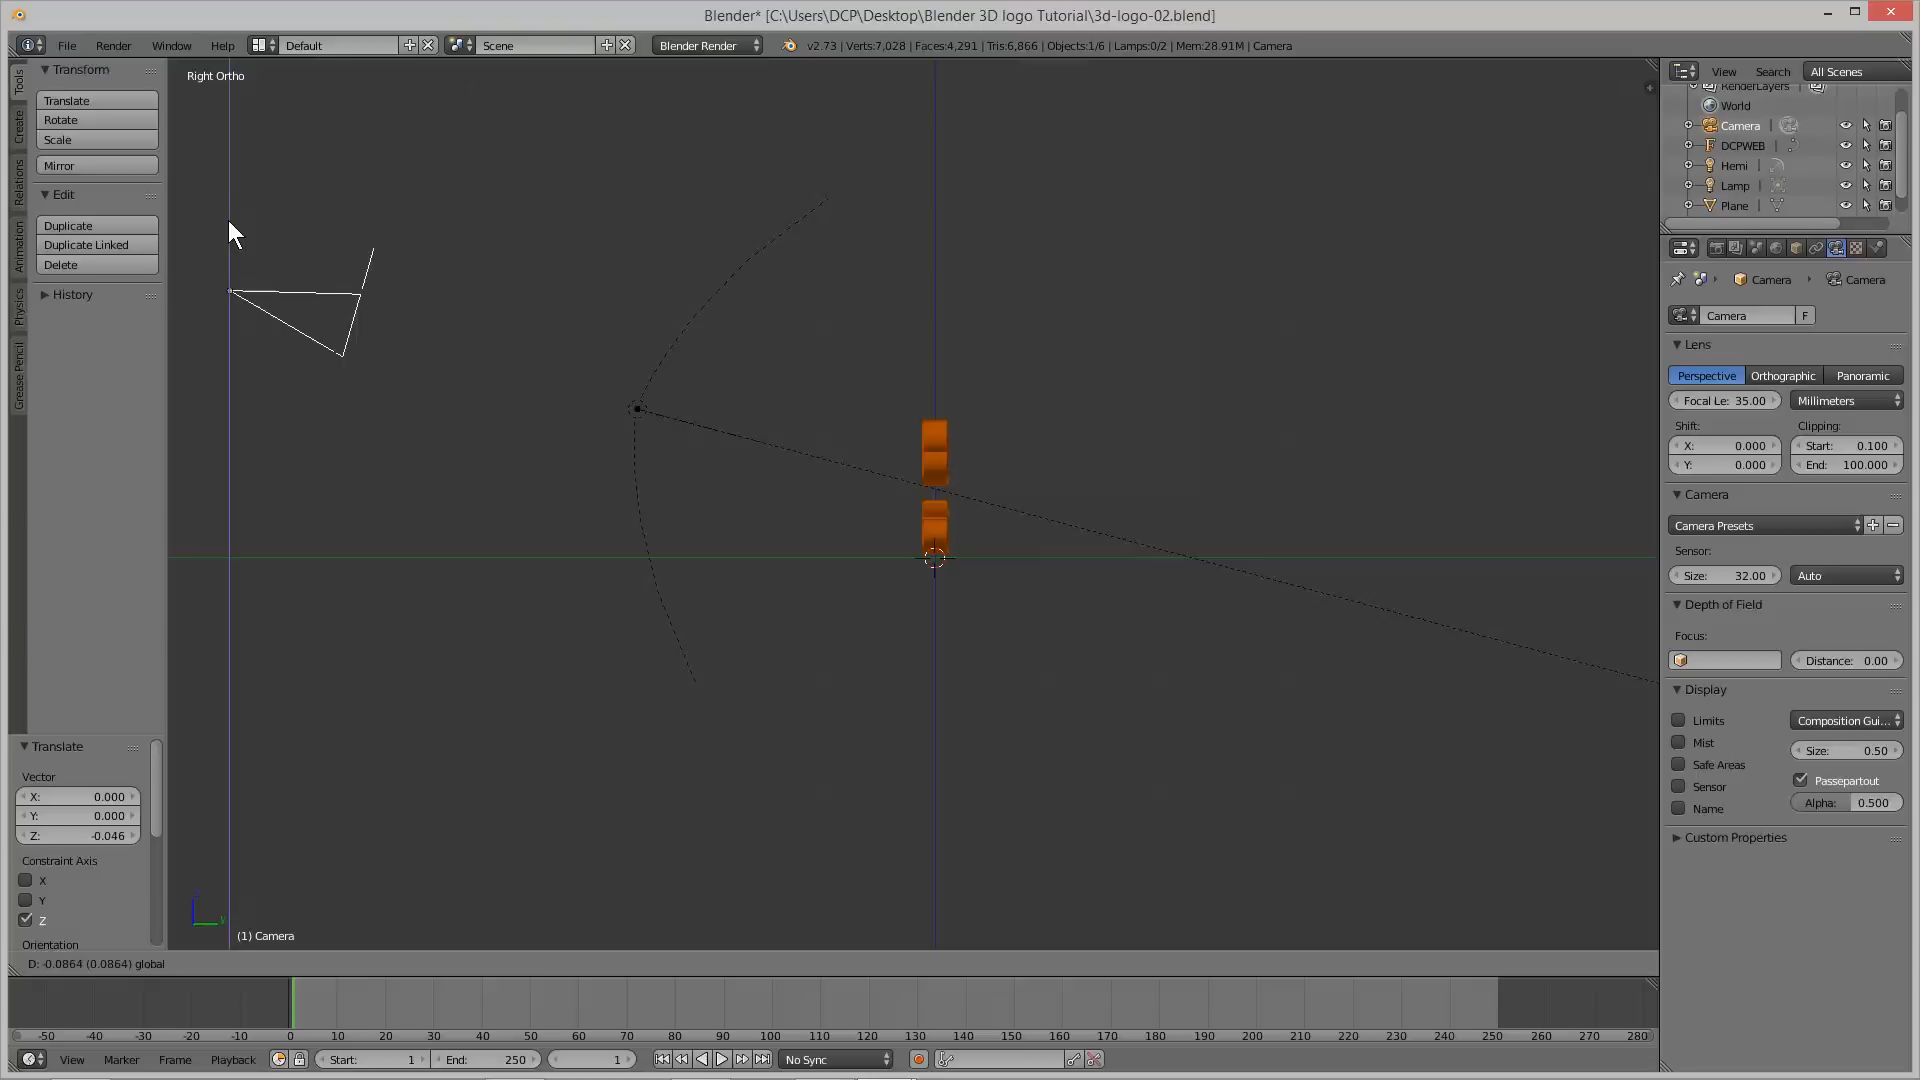 Blender* [C:\Users\DCP\Desktop\Blender 3D logo Tutorial\3d-logo-02.blend]
File Render Window Help Default Scene Blender Render v2.73 | Verts:7,028 | Faces:4,291 | Tris:6,866 | Objects:1/6 | Lamps:0/2 | Mem:28.91M | Camera
View Search All Scenes
RenderLayers
World
Camera
DCPWEB
Hemi
Lamp
Plane
Tools
Create
Relations
Animation
Physics
Grease Pencil
Transform
Translate
Rotate
Scale
Mirror
Edit
Duplicate
Duplicate Linked
Delete
History
Right Ortho
(1) Camera
y
Translate
Vector
X: 0.000
Y: 0.000
Z: -0.046
Constraint Axis
X
Y
Z
Orientation
D: -0.0864 (0.0864) global
Camera Camera
Camera F
Lens
Perspective Orthographic Panoramic
Focal Le: 35.00 Millimeters
Shift: Clipping:
X: 0.000 Start: 0.100
Y: 0.000 End: 100.000
Camera
Camera Presets
Sensor:
Size: 32.00 Auto
Depth of Field
Focus:
Distance: 0.00
Display
Limits Composition Gui...
Mist Size: 0.50
Safe Areas
Sensor Passepartout
Name Alpha: 0.500
Custom Properties
-50 -40 -30 -20 -10 0 10 20 30 40 50 60 70 80 90 100 110 120 130 140 150 160 170 180 190 200 210 220 230 240 250 260 270 280
View Marker Frame Playback Start: 1 End: 250 1 No Sync